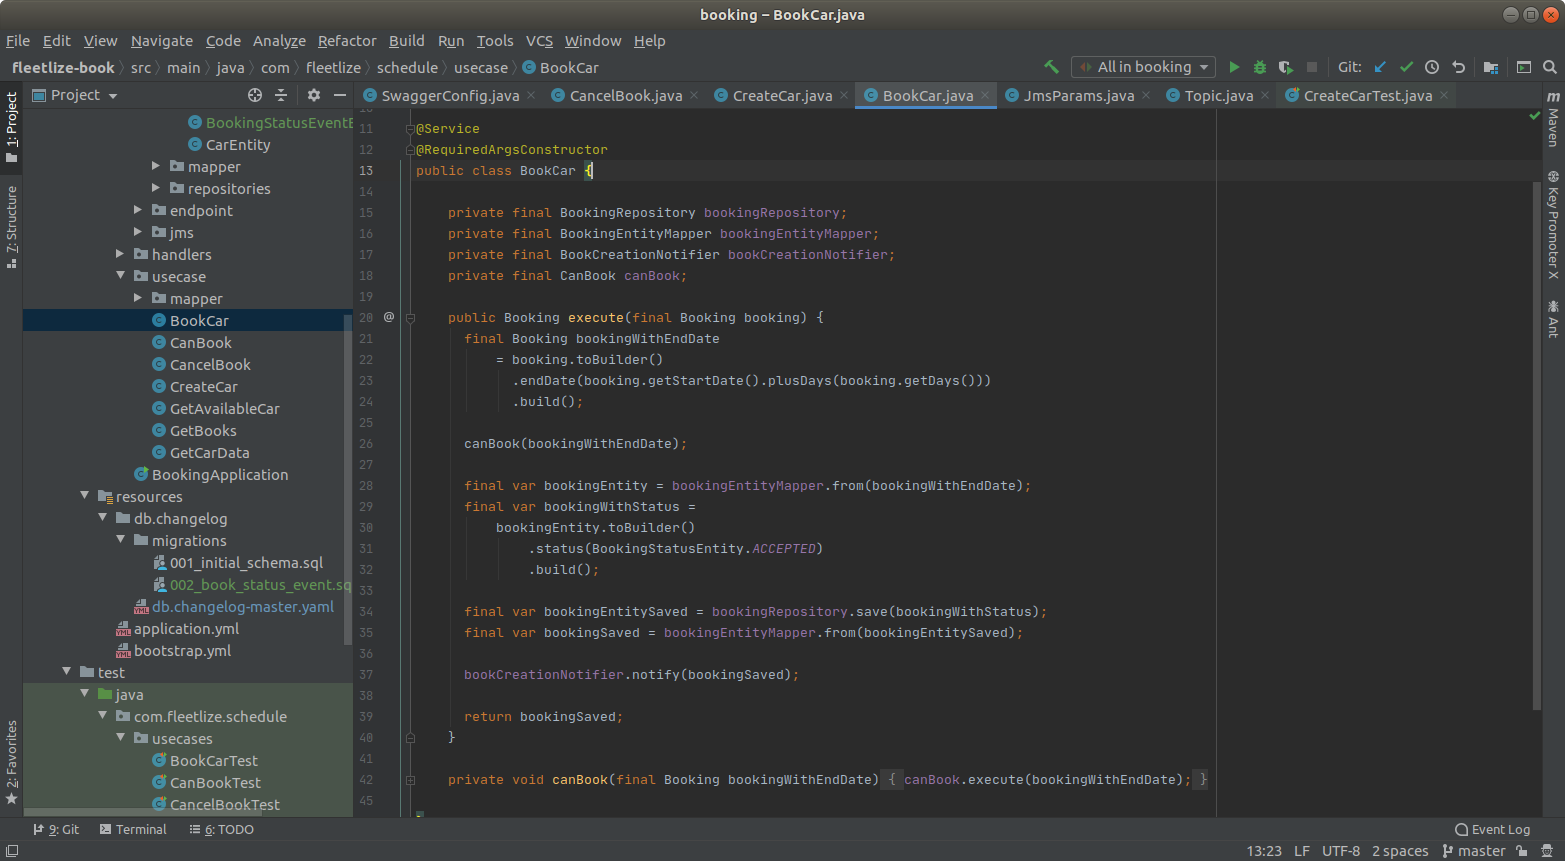 booking – BookCar.java
File Edit View Navigate Code Analyze Refactor Build Run Tools VCS Window Help
fleetlize-book src main java com fleetlize schedule usecase BookCar All in booking Git:
1: Project
7: Structure
2: Favorites
Project
SwaggerConfig.java CancelBook.java CreateCar.java BookCar.java JmsParams.java Topic.java CreateCarTest.java
BookingStatusEventE
CarEntity
mapper
repositories
endpoint
jms
handlers
usecase
mapper
BookCar
CanBook
CancelBook
CreateCar
GetAvailableCar
GetBooks
GetCarData
BookingApplication
resources
db.changelog
migrations
001_initial_schema.sql
002_book_status_event.sq
db.changelog-master.yaml
application.yml
bootstrap.yml
test
java
com.fleetlize.schedule
usecases
BookCarTest
CanBookTest
CancelBookTest
11 @Service
12 @RequiredArgsConstructor
13 public class BookCar {
14
15 private final BookingRepository bookingRepository;
16 private final BookingEntityMapper bookingEntityMapper;
17 private final BookCreationNotifier bookCreationNotifier;
18 private final CanBook canBook;
19
20 @ public Booking execute(final Booking booking) {
21 final Booking bookingWithEndDate
22 = booking.toBuilder()
23 .endDate(booking.getStartDate().plusDays(booking.getDays()))
24 .build();
25
26 canBook(bookingWithEndDate);
27
28 final var bookingEntity = bookingEntityMapper.from(bookingWithEndDate);
29 final var bookingWithStatus =
30 bookingEntity.toBuilder()
31 .status(BookingStatusEntity.ACCEPTED)
32 .build();
33
34 final var bookingEntitySaved = bookingRepository.save(bookingWithStatus);
35 final var bookingSaved = bookingEntityMapper.from(bookingEntitySaved);
36
37 bookCreationNotifier.notify(bookingSaved);
38
39 return bookingSaved;
40 }
41
42 private void canBook(final Booking bookingWithEndDate) { canBook.execute(bookingWithEndDate); }
45
m Maven
Key Promoter X
Ant
9: Git Terminal 6: TODO Event Log
13:23 LF UTF-8 2 spaces master